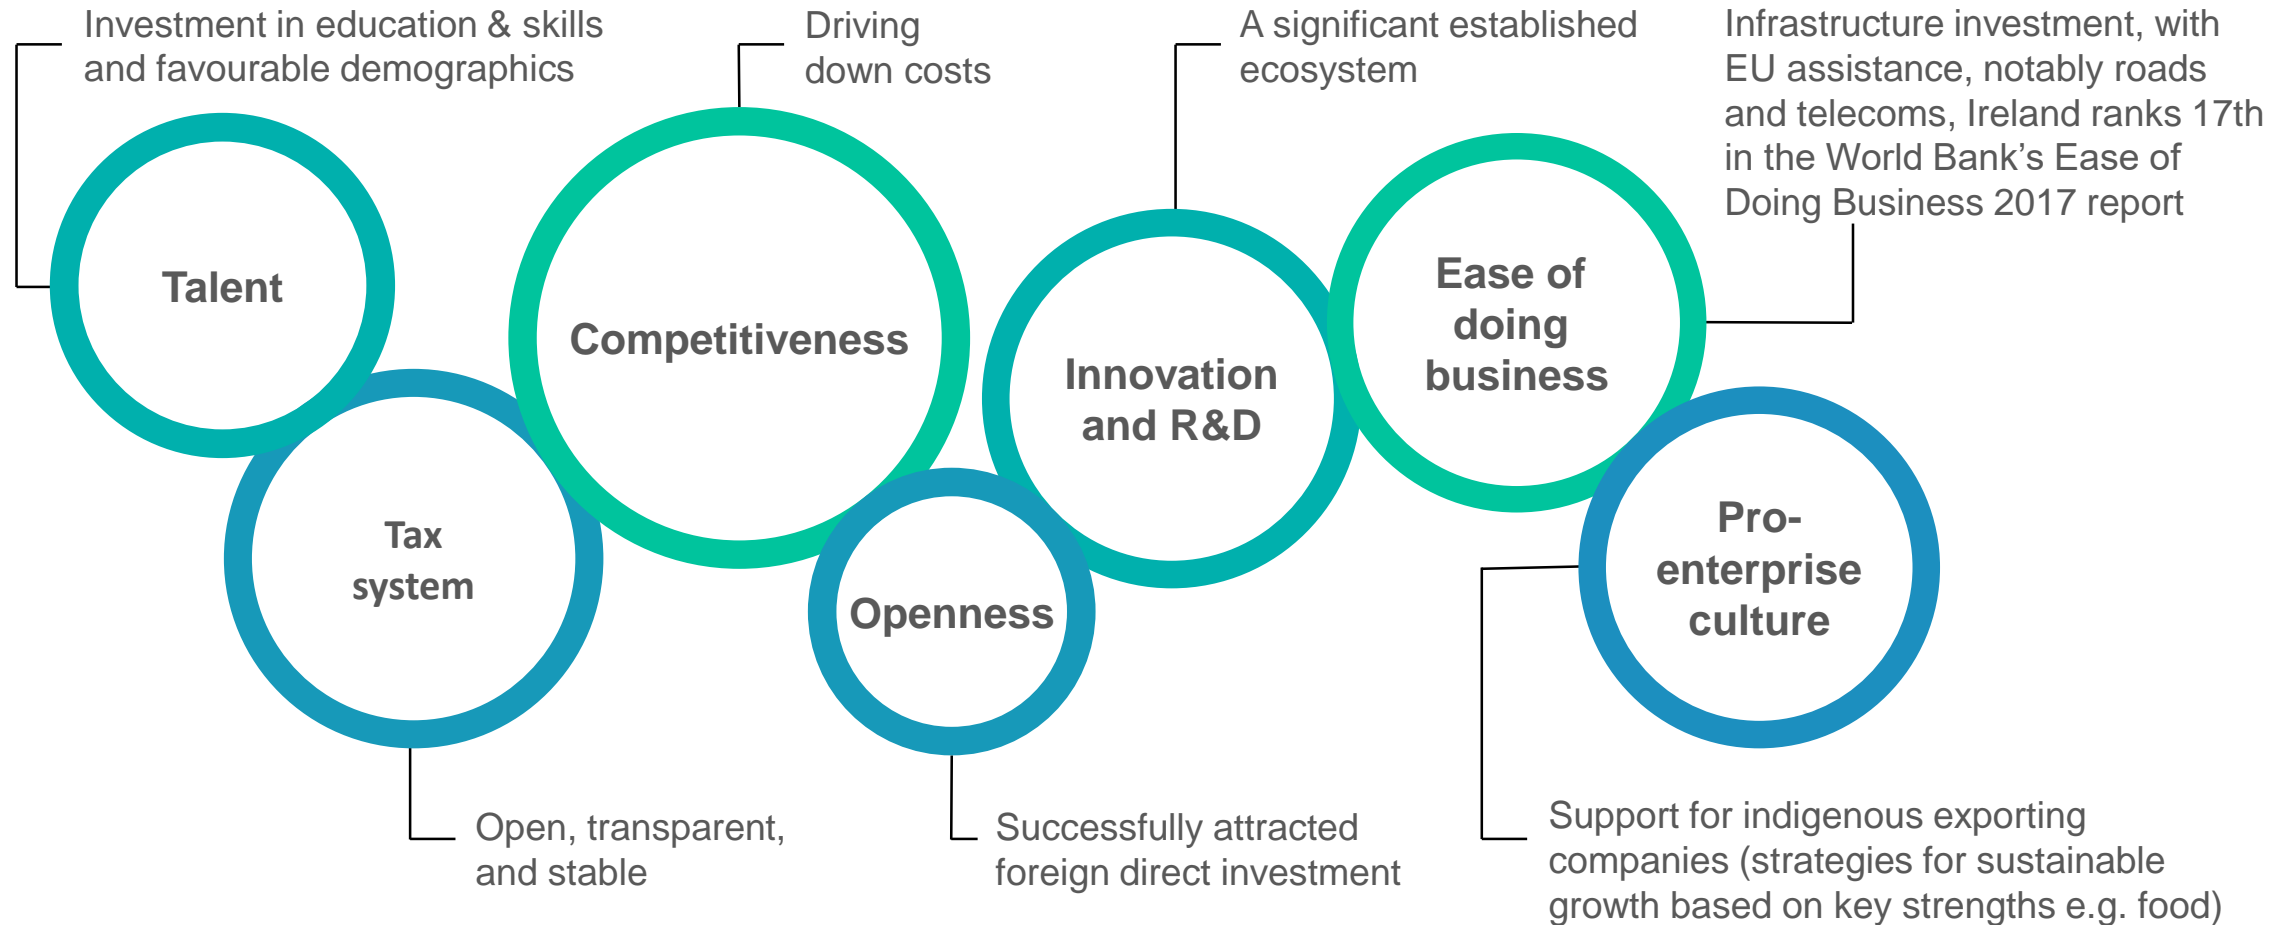 Investment in education & skills
and favourable demographics
Driving
down costs
A significant established
ecosystem
Infrastructure investment, with
EU assistance, notably roads
and telecoms, Ireland ranks 17th
in the World Bank’s Ease of
Doing Business 2017 report
Talent
Competitiveness
Innovation
and R&D
Ease of
doing
business
Tax
system
Openness
Pro-
enterprise
culture
Open, transparent,
and stable
Successfully attracted
foreign direct investment
Support for indigenous exporting
companies (strategies for sustainable
growth based on key strengths e.g. food)